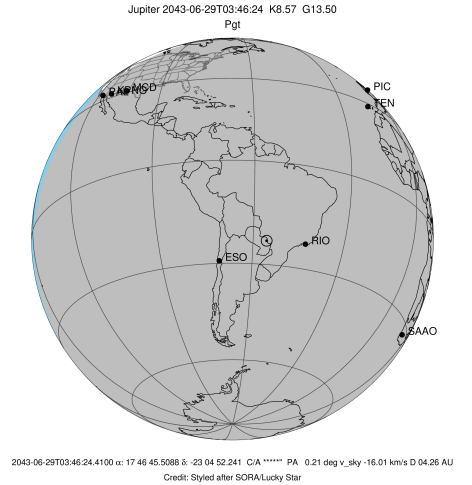 Jupiter 2043-06-29T03:46:24 K8.57 G13.50
Pgt
PIC
TEN
MCD
RIO
ESO
SAAO
2043-06-29T03:46:24.4100 α: 17 46 45.5088 δ: -23 04 52.241 C/A *****" PA 0.21 deg v_sky -16.01 km/s D 04.26 AU
Credit: Styled after SORA/Lucky Star